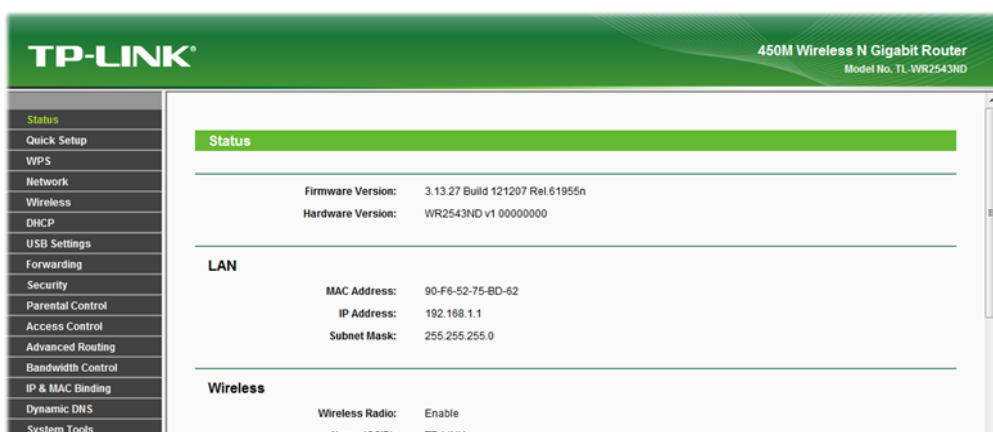 TP-LINK®
450M Wireless N Gigabit Router
Model No. TL-WR2543ND
Status
Quick Setup
WPS
Network
Wireless
DHCP
USB Settings
Forwarding
Security
Parental Control
Access Control
Advanced Routing
Bandwidth Control
IP & MAC Binding
Dynamic DNS
System Tools
Status
Firmware Version: 3.13.27 Build 121207 Rel.61955n
Hardware Version: WR2543ND v1 00000000
LAN
MAC Address: 90-F6-52-75-BD-62
IP Address: 192.168.1.1
Subnet Mask: 255.255.255.0
Wireless
Wireless Radio: Enable